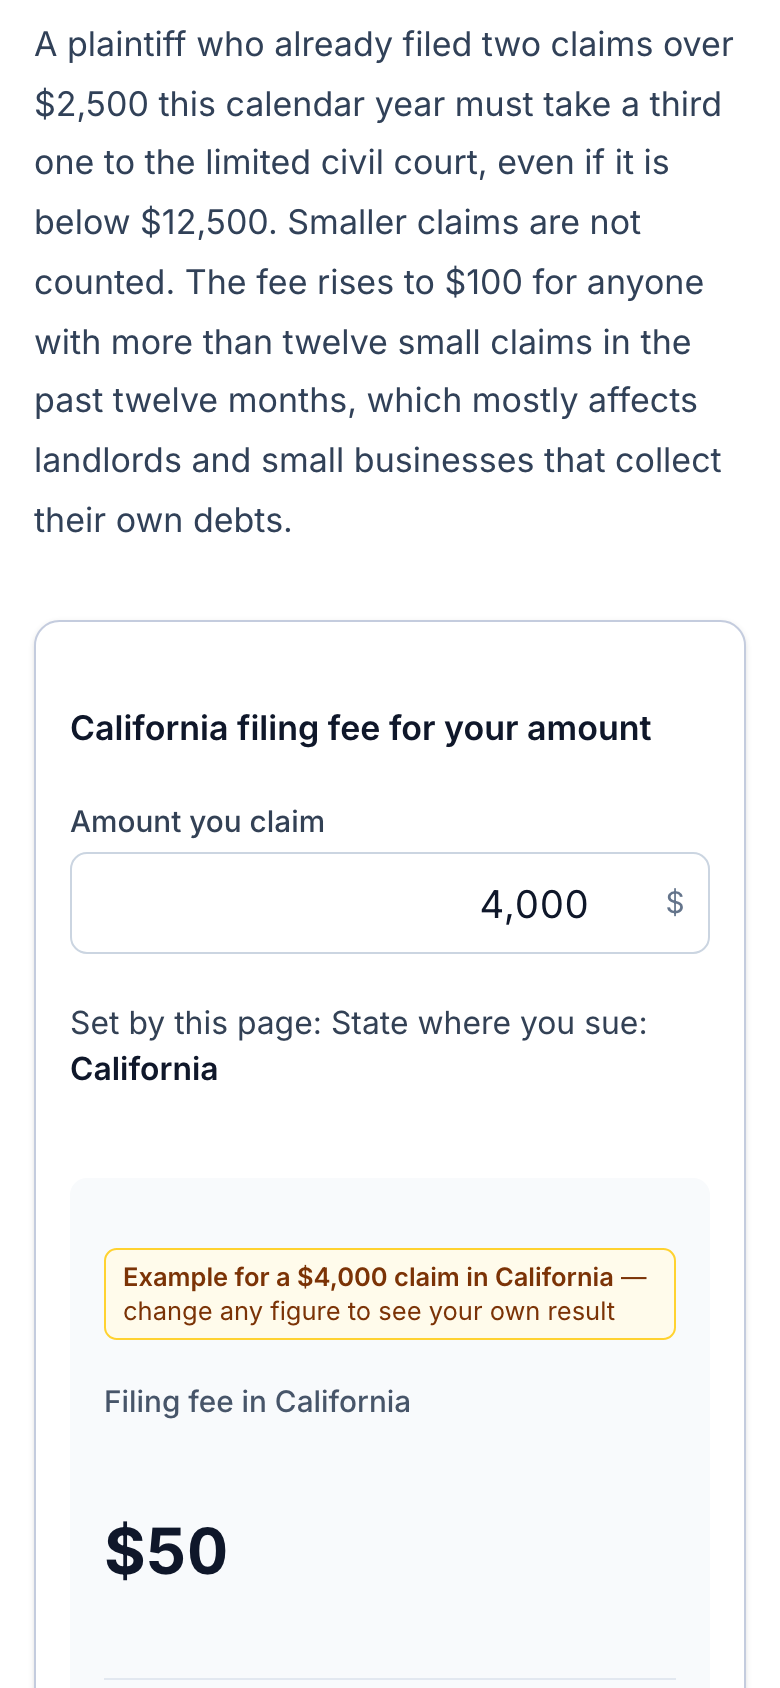 A plaintiff who already filed two claims over
$2,500 this calendar year must take a third
one to the limited civil court, even if it is
below $12,500. Smaller claims are not
counted. The fee rises to $100 for anyone
with more than twelve small claims in the
past twelve months, which mostly affects
landlords and small businesses that collect
their own debts.
California filing fee for your amount
Amount you claim
4,000 $
Set by this page: State where you sue:
California
Example for a $4,000 claim in California —
change any figure to see your own result
Filing fee in California
$50